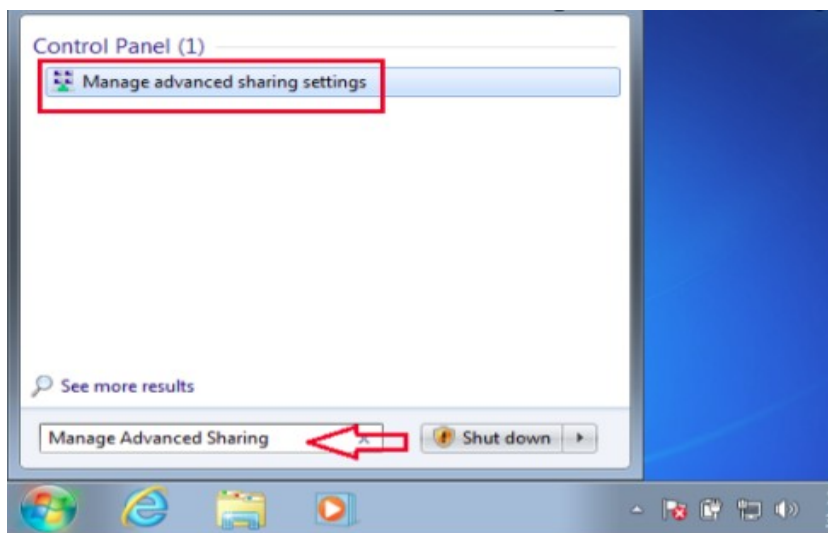 Control Panel (1)
Manage advanced sharing settings
See more results
Manage Advanced Sharing
Shut down